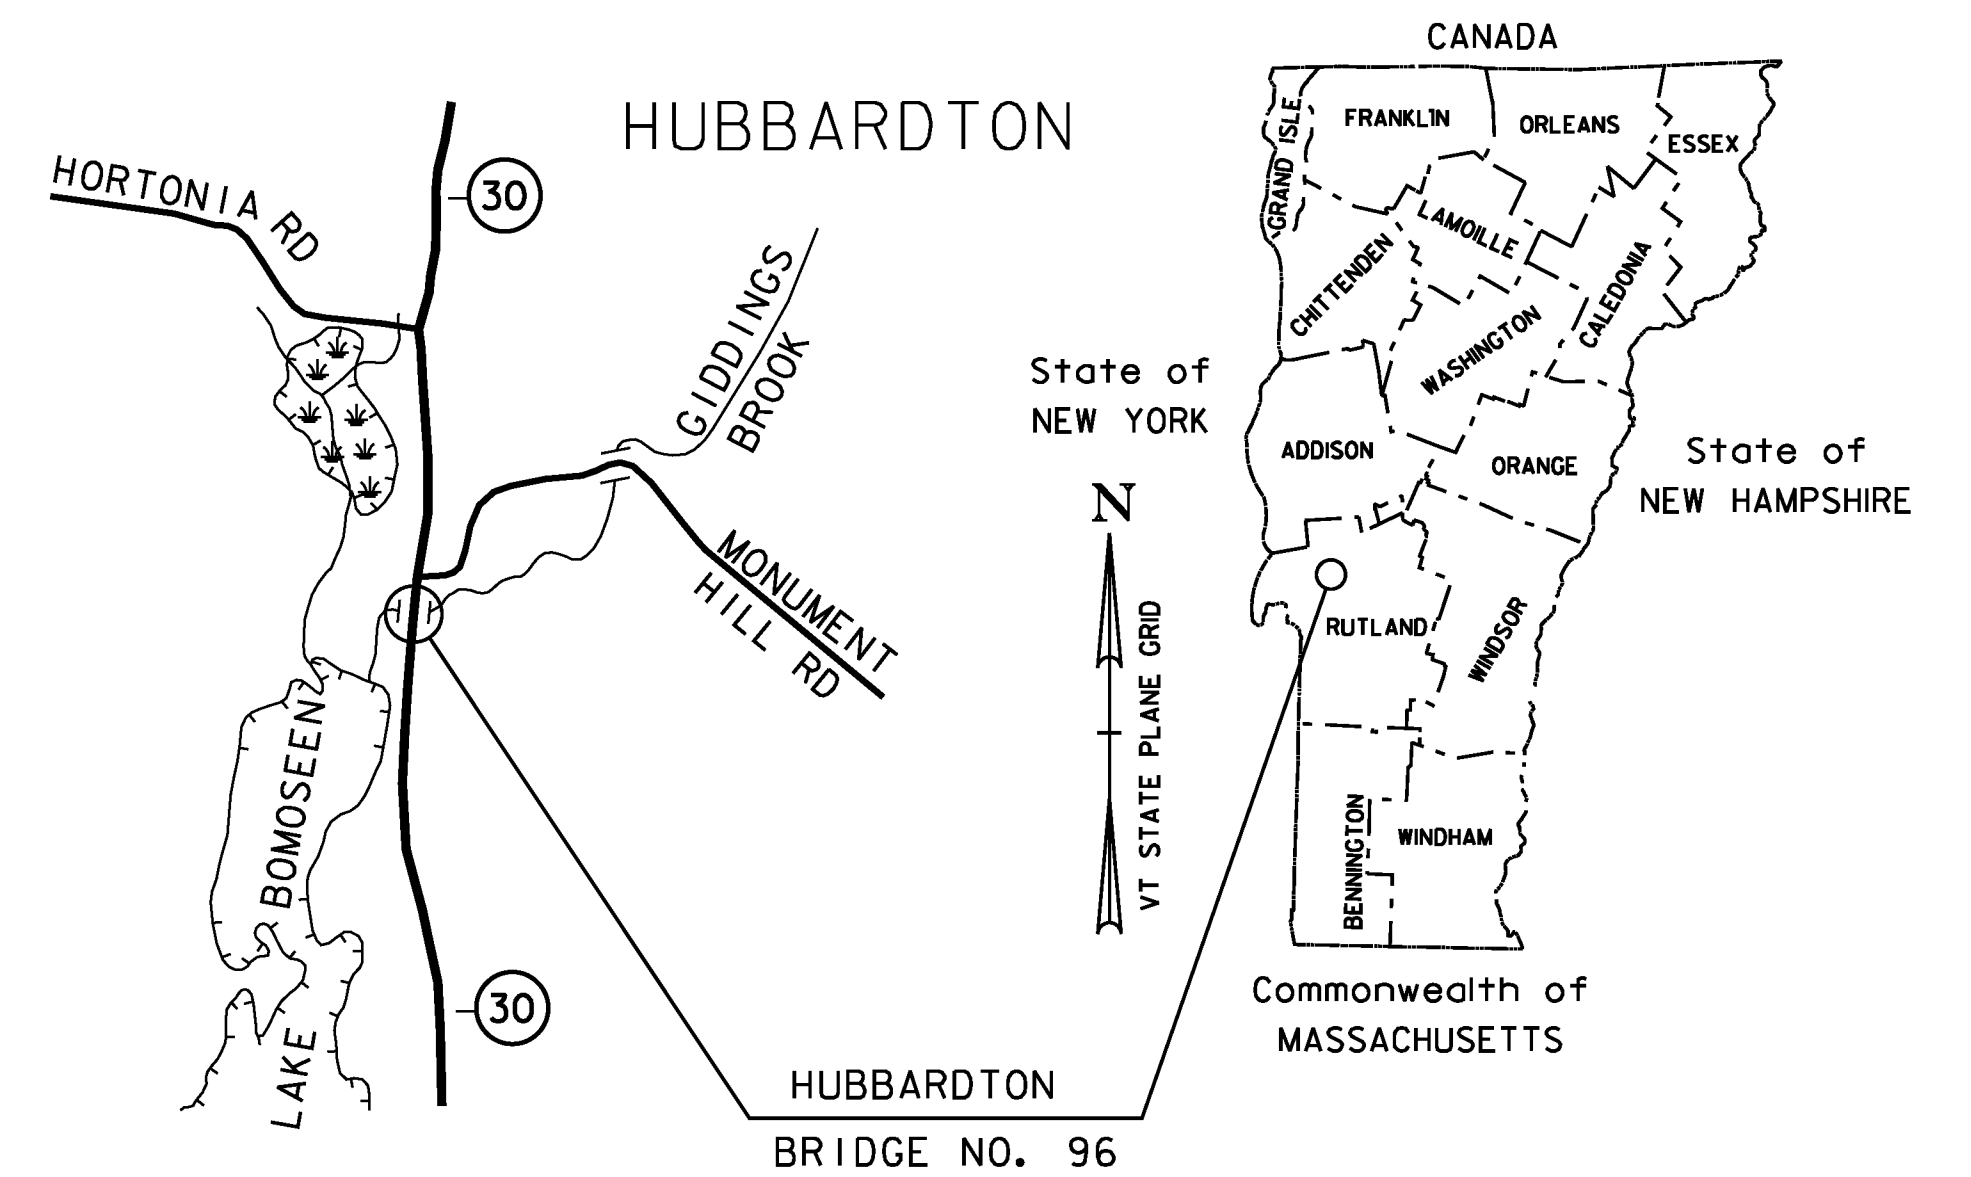 HUBBARDTON
HORTONIA RD
30
GIDDINGS
BROOK
MONUMENT
HILL RD
LAKE BOMOSEEN
30
HUBBARDTON
BRIDGE NO. 96
N
VT STATE PLANE GRID
CANADA
GRAND ISLE
FRANKLIN
ORLEANS
ESSEX
LAMOILLE
CHITTENDEN
CALEDONIA
WASHINGTON
State of
NEW YORK
ADDISON
ORANGE
State of
NEW HAMPSHIRE
RUTLAND
WINDSOR
BENNINGTON
WINDHAM
Commonwealth of
MASSACHUSETTS